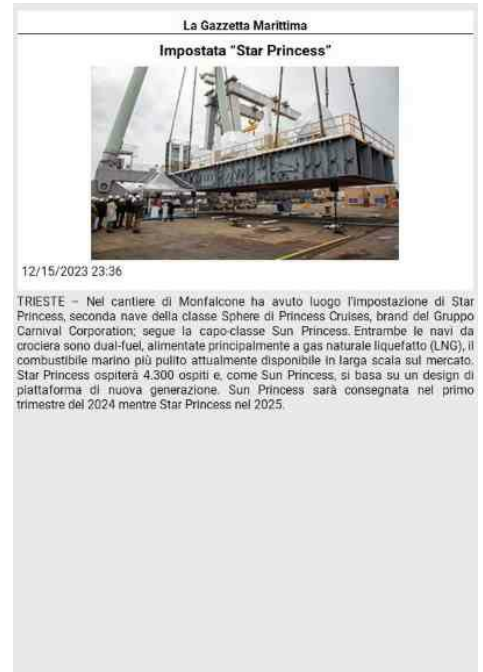 La Gazzetta Marittima
Impostata “Star Princess”
12/15/2023 23:36
TRIESTE – Nel cantiere di Monfalcone ha avuto luogo l’impostazione di Star
Princess, seconda nave della classe Sphere di Princess Cruises, brand del Gruppo
Carnival Corporation; segue la capo-classe Sun Princess. Entrambe le navi da
crociera sono dual-fuel, alimentate principalmente a gas naturale liquefatto (LNG), il
combustibile marino più pulito attualmente disponibile in larga scala sul mercato.
Star Princess ospiterà 4.300 ospiti e, come Sun Princess, si basa su un design di
piattaforma di nuova generazione. Sun Princess sarà consegnata nel primo
trimestre del 2024 mentre Star Princess nel 2025.